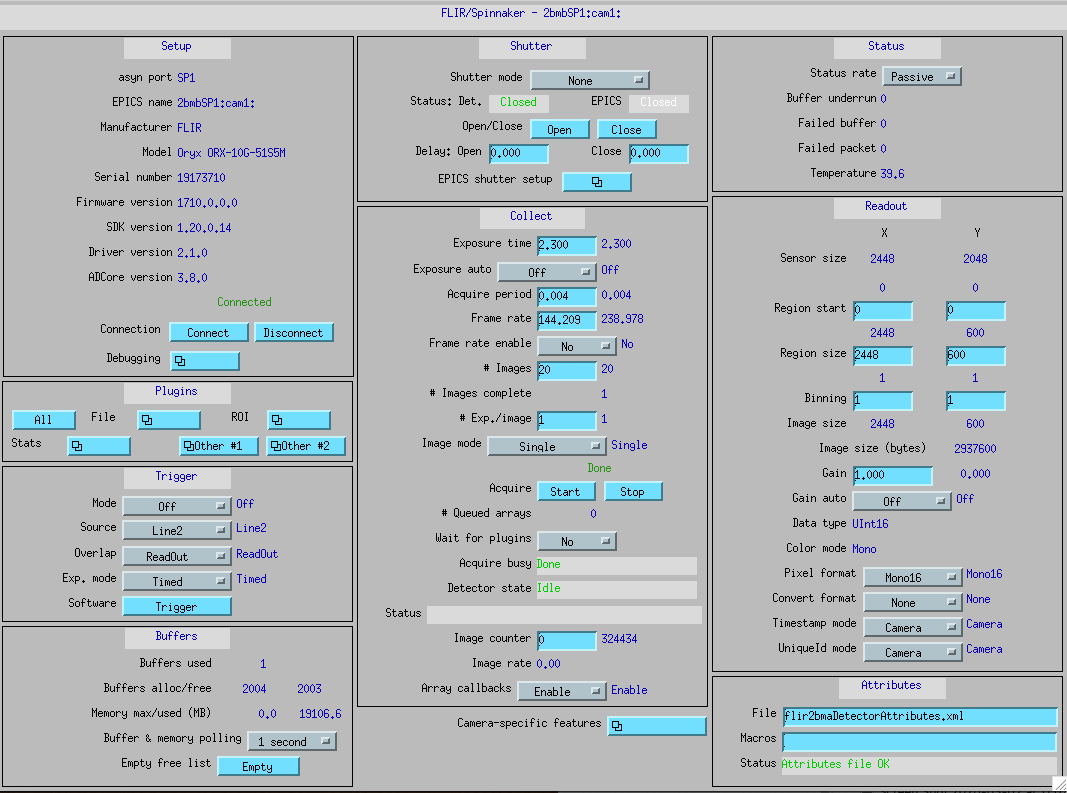 FLIR/Spinnaker - 2bmbSP1:cam1:
Setup
asyn port SP1
EPICS name 2bmbSP1:cam1:
Manufacturer FLIR
Model Oryx ORX-10G-51S5M
Serial number 19173710
Firmware version 1710.0.0.0
SDK version 1.20.0.14
Driver version 2.1.0
ADCore version 3.8.0
Connected
Connection Connect Disconnect
Debugging
Plugins
All File ROI
Stats Other #1 Other #2
Trigger
Mode Off Off
Source Line2 Line2
Overlap ReadOut ReadOut
Exp. mode Timed Timed
Software Trigger
Buffers
Buffers used 1
Buffers alloc/free 2004 2003
Memory max/used (MB) 0.0 19106.6
Buffer & memory polling 1 second
Empty free list Empty
Shutter
Shutter mode None
Status: Det. Closed EPICS Closed
Open/Close Open Close
Delay: Open 0.000 Close 0.000
EPICS shutter setup
Collect
Exposure time 2.300 2.300
Exposure auto Off Off
Acquire period 0.004 0.004
Frame rate 144.209 238.978
Frame rate enable No No
# Images 20 20
# Images complete 1
# Exp./image 1 1
Image mode Single Single
Done
Acquire Start Stop
# Queued arrays 0
Wait for plugins No
Acquire busy Done
Detector state Idle
Status
Image counter 0 324434
Image rate 0.00
Array callbacks Enable Enable
Camera-specific features
Status
Status rate Passive
Buffer underrun 0
Failed buffer 0
Failed packet 0
Temperature 39.6
Readout
X Y
Sensor size 2448 2048
0 0
Region start 0 0
2448 600
Region size 2448 600
1 1
Binning 1 1
Image size 2448 600
Image size (bytes) 2937600
Gain 1.000 0.000
Gain auto Off Off
Data type UInt16
Color mode Mono
Pixel format Mono16 Mono16
Convert format None None
Timestamp mode Camera Camera
UniqueId mode Camera Camera
Attributes
File flir2bmaDetectorAttributes.xml
Macros
Status Attributes file OK